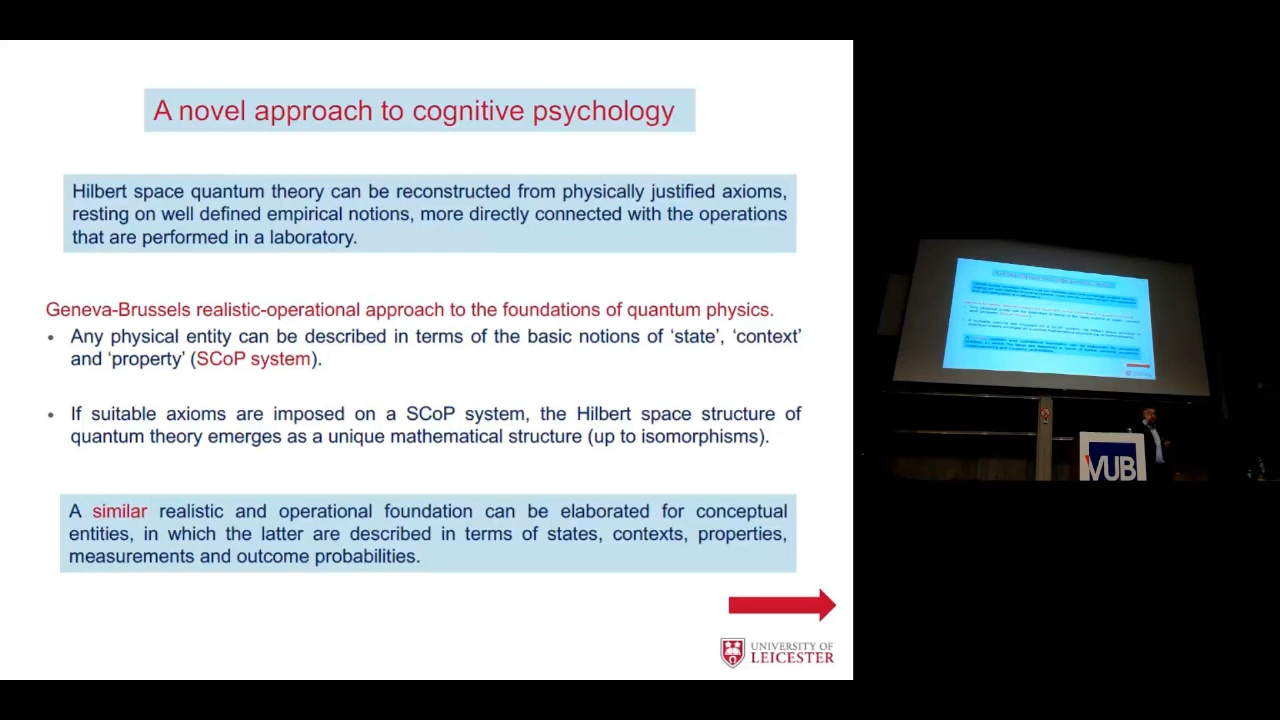 A novel approach to cognitive psychology
Hilbert space quantum theory can be reconstructed from physically justified axioms,
resting on well defined empirical notions, more directly connected with the operations
that are performed in a laboratory.
Geneva-Brussels realistic-operational approach to the foundations of quantum physics.
• Any physical entity can be described in terms of the basic notions of ‘state’, ‘context’
and ‘property’ (SCoP system).
• If suitable axioms are imposed on a SCoP system, the Hilbert space structure of
quantum theory emerges as a unique mathematical structure (up to isomorphisms).
A similar realistic and operational foundation can be elaborated for conceptual
entities, in which the latter are described in terms of states, contexts, properties,
measurements and outcome probabilities.
UNIVERSITY OF
LEICESTER
VUB